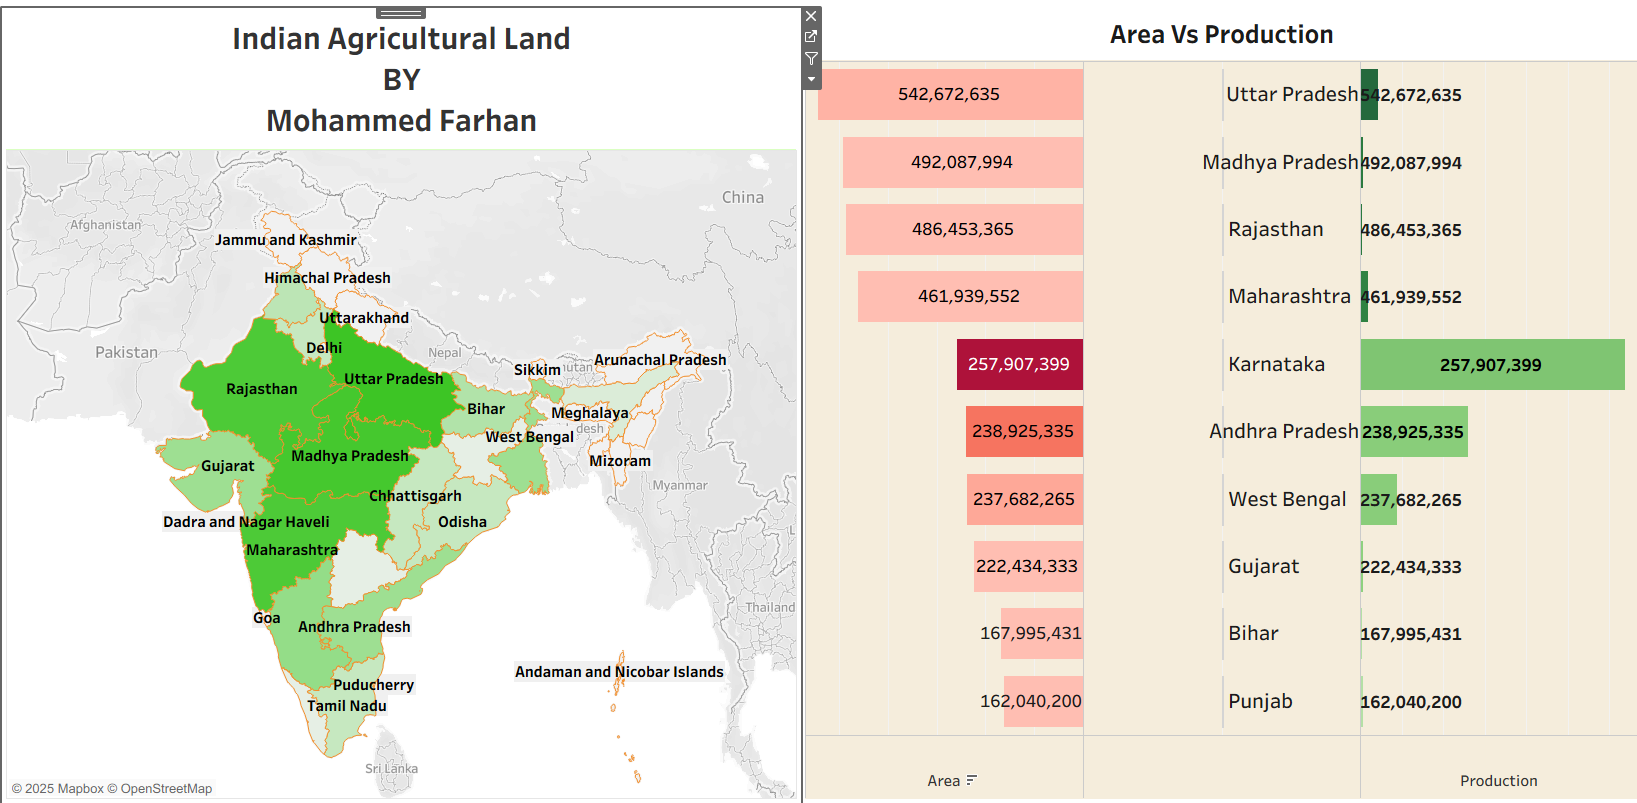 Indian Agricultural Land
BY
Mohammed Farhan
China
Afghanistan
Jammu and Kashmir
Himachal Pradesh
Uttarakhand
Pakistan
Delhi
Nepal
Arunachal Pradesh
Sikkim
hutan
Uttar Pradesh
Rajasthan
Bihar
Meghalaya
desh
West Bengal
Madhya Pradesh
Mizoram
Gujarat
Myanmar
Chhattisgarh
Dadra and Nagar Haveli
Odisha
Maharashtra
Thailand
Goa
Andhra Pradesh
Andaman and Nicobar Islands
Puducherry
Tamil Nadu
Sri Lanka
© 2025 Mapbox © OpenStreetMap
Area Vs Production
542,672,635 Uttar Pradesh 542,672,635
492,087,994 Madhya Pradesh 492,087,994
486,453,365 Rajasthan 486,453,365
461,939,552 Maharashtra 461,939,552
257,907,399 Karnataka 257,907,399
238,925,335 Andhra Pradesh 238,925,335
237,682,265 West Bengal 237,682,265
222,434,333 Gujarat 222,434,333
167,995,431 Bihar 167,995,431
162,040,200 Punjab 162,040,200
Area Production